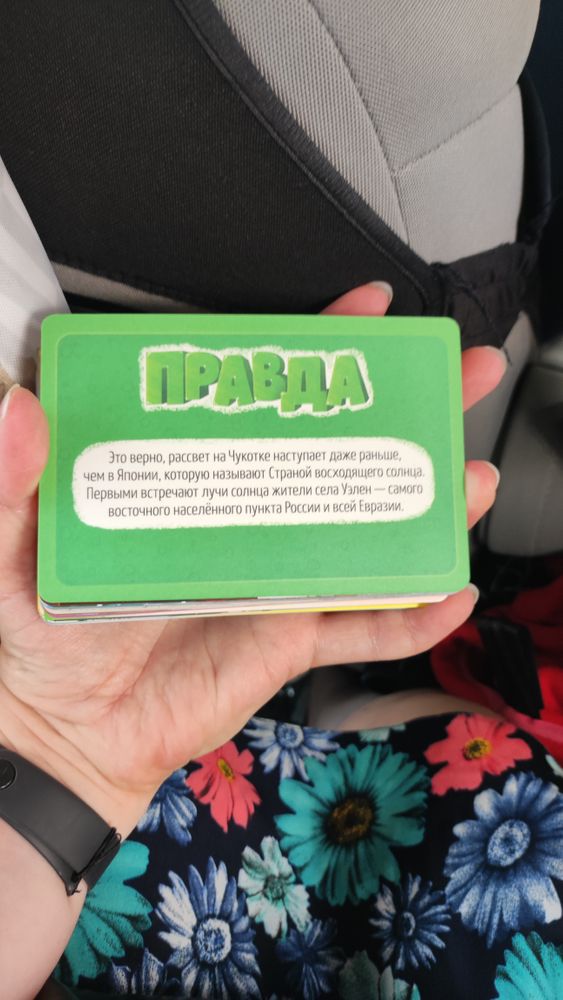 ПРАВДА
Это верно, рассвет на Чукотке наступает даже раньше,
чем в Японии, которую называют Страной восходящего солнца.
Первыми встречают лучи солнца жители села Уэлен — самого
восточного населённого пункта России и всей Евразии.